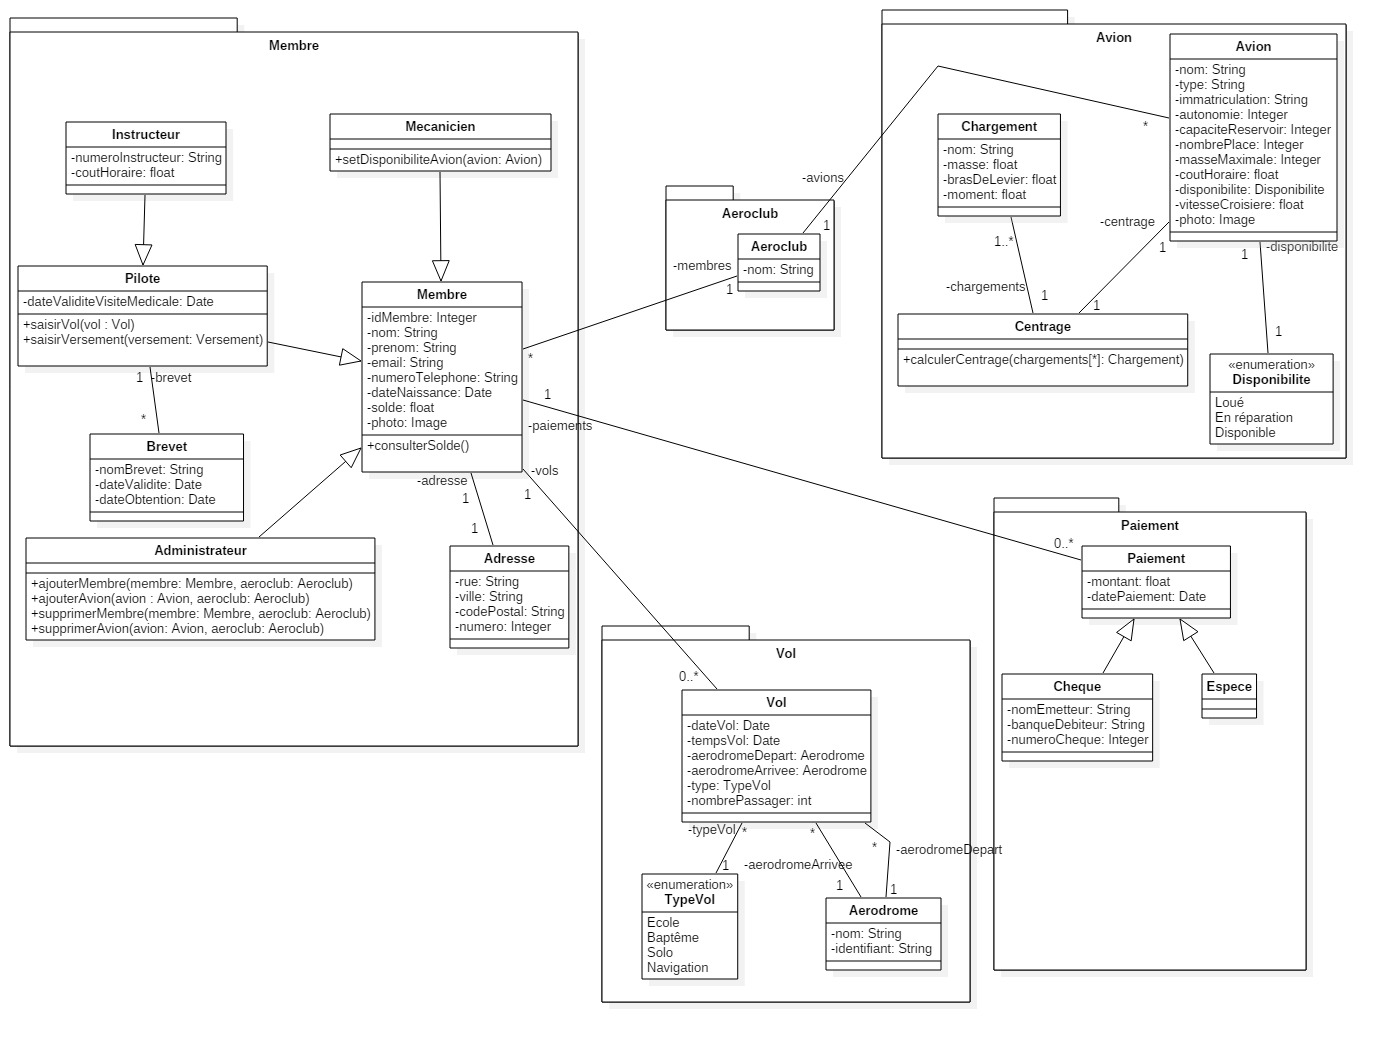 Membre
Instructeur
-numeroInstructeur: String
-coutHoraire: float
Mecanicien
+setDisponibiliteAvion(avion: Avion)
Pilote
-dateValiditeVisiteMedicale: Date
+saisirVol(vol : Vol)
+saisirVersement(versement: Versement)
Membre
-idMembre: Integer
-nom: String
-prenom: String
-email: String
-numeroTelephone: String
-dateNaissance: Date
-solde: float
-photo: Image
+consulterSolde()
1
-brevet
*
Brevet
-nomBrevet: String
-dateValidite: Date
-dateObtention: Date
Administrateur
+ajouterMembre(membre: Membre, aeroclub: Aeroclub)
+ajouterAvion(avion : Avion, aeroclub: Aeroclub)
+supprimerMembre(membre: Membre, aeroclub: Aeroclub)
+supprimerAvion(avion: Avion, aeroclub: Aeroclub)
-adresse
1
1
Adresse
-rue: String
-ville: String
-codePostal: String
-numero: Integer
Aeroclub
Aeroclub
-nom: String
-avions
1
*
-membres
1
*
1
-paiements
0..*
-vols
1
0..*
Avion
Avion
-nom: String
-type: String
-immatriculation: String
-autonomie: Integer
-capaciteReservoir: Integer
-nombrePlace: Integer
-masseMaximale: Integer
-coutHoraire: float
-disponibilite: Disponibilite
-vitesseCroisiere: float
-photo: Image
Chargement
-nom: String
-masse: float
-brasDeLevier: float
-moment: float
1..*
-chargements
1
-centrage
1
1
Centrage
+calculerCentrage(chargements[*]: Chargement)
1
-disponibilite
1
«enumeration»
Disponibilite
Loué
En réparation
Disponible
Paiement
Paiement
-montant: float
-datePaiement: Date
Cheque
-nomEmetteur: String
-banqueDebiteur: String
-numeroCheque: Integer
Espece
Vol
Vol
-dateVol: Date
-tempsVol: Date
-aerodromeDepart: Aerodrome
-aerodromeArrivee: Aerodrome
-type: TypeVol
-nombrePassager: int
-typeVol
*
1
*
-aerodromeArrivee
1
*
-aerodromeDepart
1
«enumeration»
TypeVol
Ecole
Baptême
Solo
Navigation
Aerodrome
-nom: String
-identifiant: String